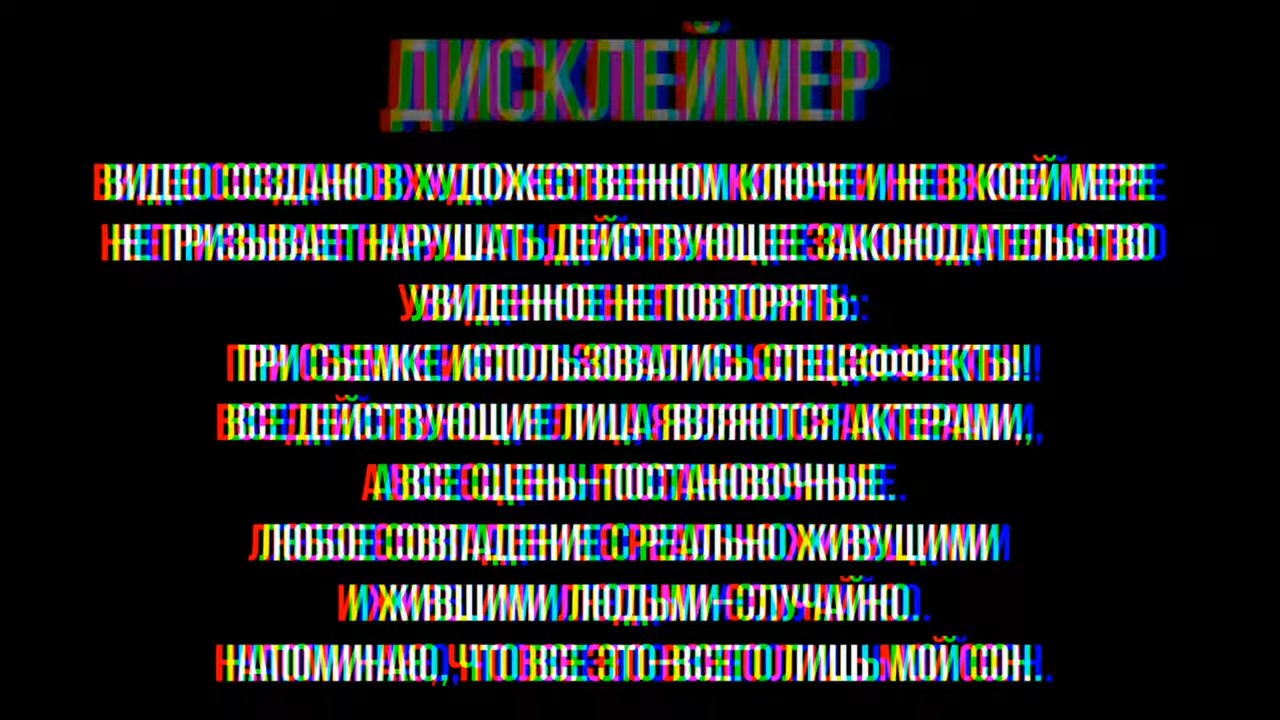 ДИСКЛЕЙМЕР
ВИДЕО СОЗДАНО В ХУДОЖЕСТВЕННОМ КЛЮЧЕ И НЕ В КОЕЙ МЕРЕ
НЕ ПРИЗЫВАЕТ НАРУШАТЬ ДЕЙСТВУЮЩЕЕ ЗАКОНОДАТЕЛЬСТВО
УВИДЕННОЕ НЕ ПОВТОРЯТЬ.
ПРИ СЪЕМКЕ ИСПОЛЬЗОВАЛИСЬ СПЕЦЭФФЕКТЫ!!
ВСЕ ДЕЙСТВУЮЩИЕ ЛИЦА ЯВЛЯЮТСЯ АКТЕРАМИ,
А ВСЕ СЦЕНЫ - ПОСТАНОВОЧНЫЕ.
ЛЮБОЕ СОВПАДЕНИЕ С РЕАЛЬНО ЖИВУЩИМИ
И ЖИВШИМИ ЛЮДЬМИ - СЛУЧАЙНО.
НАПОМИНАЮ, ЧТО ВСЕ ЭТО - ВСЕГО ЛИШЬ МОЙ СОН.